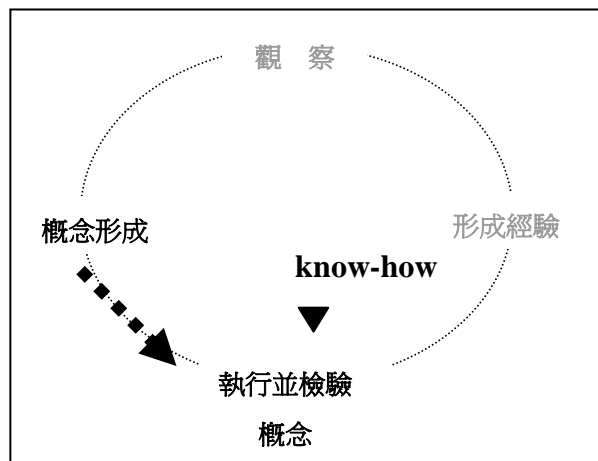 觀 察
概念形成
形成經驗
know-how
執行並檢驗
概念